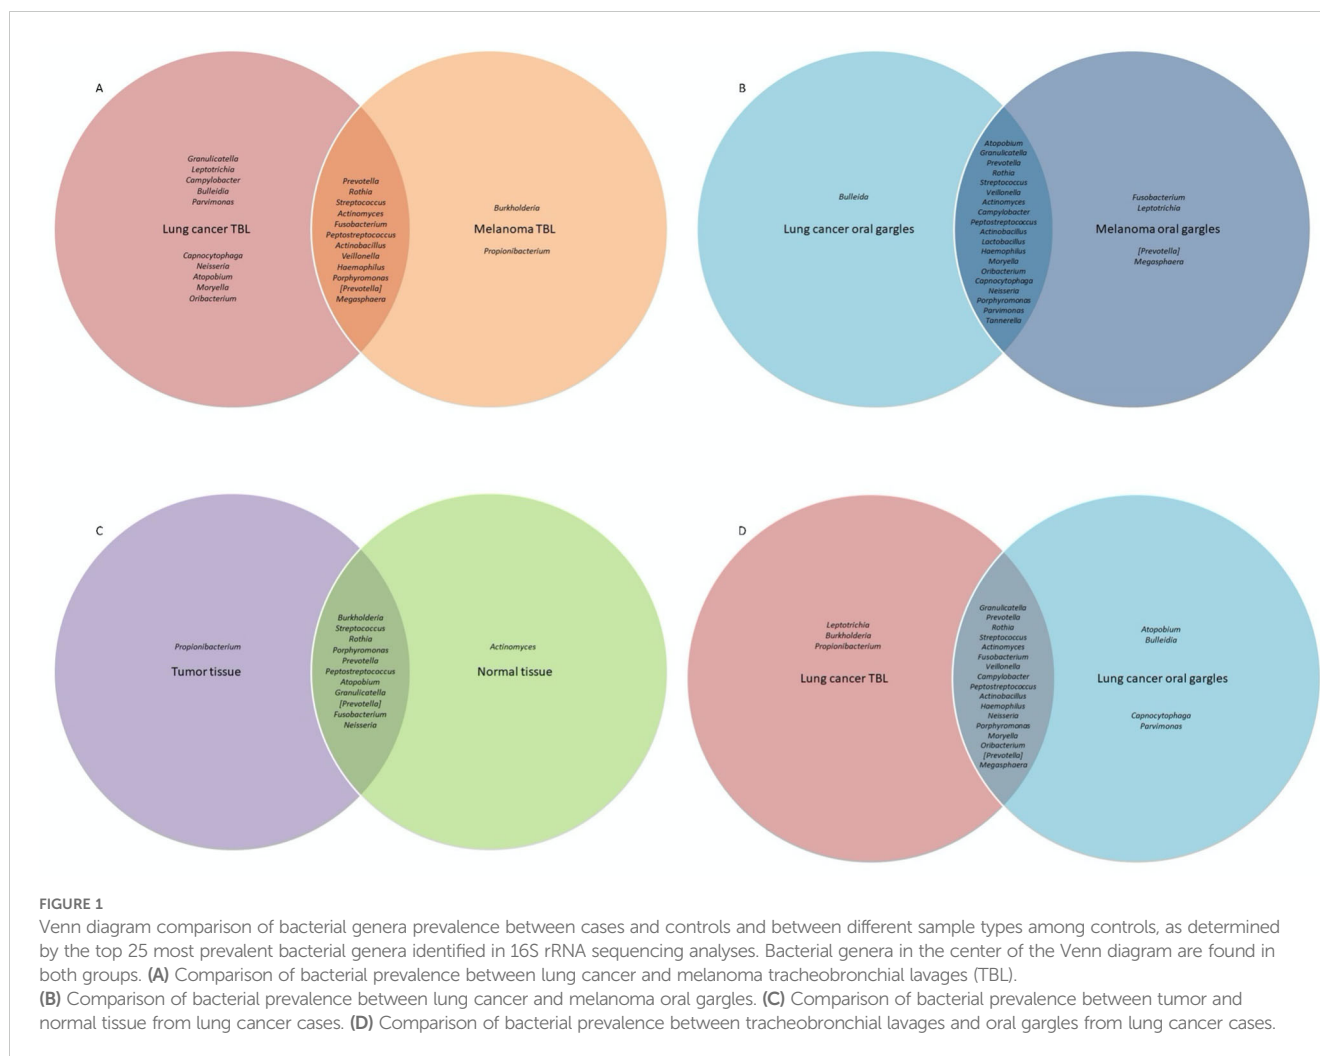 A
Granulicatella
Leptotrichia
Campylobacter
Bulleidia
Parvimonas
Lung cancer TBL
Capnocytophaga
Neisseria
Atopobium
Moryella
Oribacterium
Prevotella
Rothia
Streptococcus
Actinomyces
Fusobacterium
Peptostreptococcus
Actinobacillus
Veillonella
Haemophilus
Porphyromonas
[Prevotella]
Megasphaera
Burkholderia
Melanoma TBL
Propionibacterium
B
Bulleida
Lung cancer oral gargles
Atopobium
Granulicatella
Prevotella
Rothia
Streptococcus
Veillonella
Actinomyces
Campylobacter
Peptostreptococcus
Actinobacillus
Lactobacillus
Haemophilus
Moryella
Oribacterium
Capnocytophaga
Neisseria
Porphyromonas
Parvimonas
Tannerella
Fusobacterium
Leptotrichia
Melanoma oral gargles
[Prevotella]
Megasphaera
C
Propionibacterium
Tumor tissue
Burkholderia
Streptococcus
Rothia
Porphyromonas
Prevotella
Peptostreptococcus
Atopobium
Granulicatella
[Prevotella]
Fusobacterium
Neisseria
Actinomyces
Normal tissue
D
Leptotrichia
Burkholderia
Propionibacterium
Lung cancer TBL
Granulicatella
Prevotella
Rothia
Streptococcus
Actinomyces
Fusobacterium
Veillonella
Campylobacter
Peptostreptococcus
Actinobacillus
Haemophilus
Neisseria
Porphyromonas
Moryella
Oribacterium
[Prevotella]
Megasphaera
Atopobium
Bulleidia
Lung cancer oral gargles
Capnocytophaga
Parvimonas
FIGURE 1
Venn diagram comparison of bacterial genera prevalence between cases and controls and between different sample types among controls, as determined
by the top 25 most prevalent bacterial genera identified in 16S rRNA sequencing analyses. Bacterial genera in the center of the Venn diagram are found in
both groups. (A) Comparison of bacterial prevalence between lung cancer and melanoma tracheobronchial lavages (TBL).
(B) Comparison of bacterial prevalence between lung cancer and melanoma oral gargles. (C) Comparison of bacterial prevalence between tumor and
normal tissue from lung cancer cases. (D) Comparison of bacterial prevalence between tracheobronchial lavages and oral gargles from lung cancer cases.